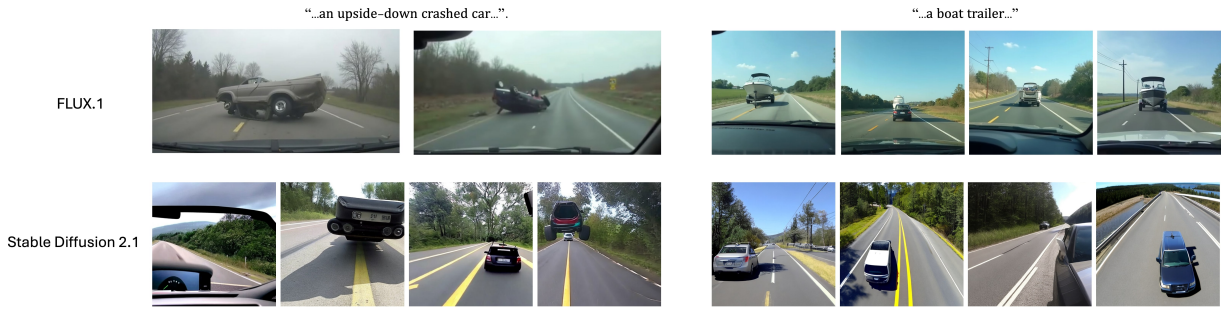 “...an upside-down crashed car...”.
“...a boat trailer...”
FLUX.1
Stable Diffusion 2.1